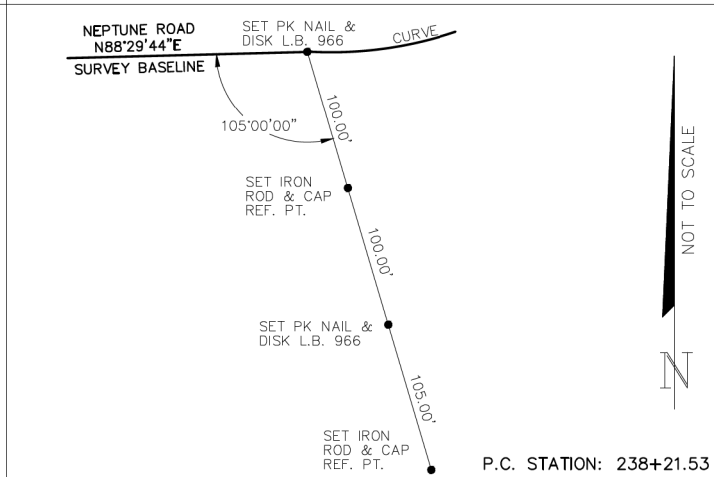 NEPTUNE ROAD
N88°29'44"E
SURVEY BASELINE
SET PK NAIL &
DISK L.B. 966
CURVE
105°00'00"
100.00'
SET IRON
ROD & CAP
REF. PT.
100.00'
SET PK NAIL &
DISK L.B. 966
105.00'
SET IRON
ROD & CAP
REF. PT.
NOT TO SCALE
N
P.C. STATION: 238+21.53